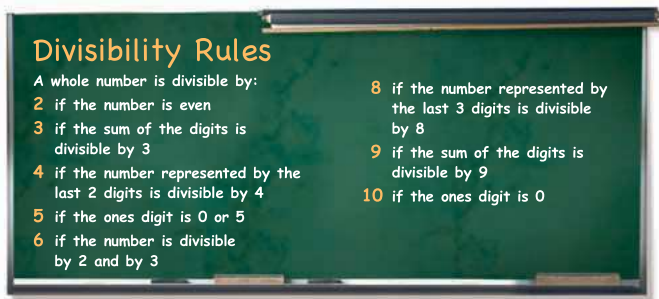 Divisibility Rules
A whole number is divisible by:
2 if the number is even
3 if the sum of the digits is
divisible by 3
4 if the number represented by the
last 2 digits is divisible by 4
5 if the ones digit is 0 or 5
6 if the number is divisible
by 2 and by 3
8 if the number represented by
the last 3 digits is divisible
by 8
9 if the sum of the digits is
divisible by 9
10 if the ones digit is 0